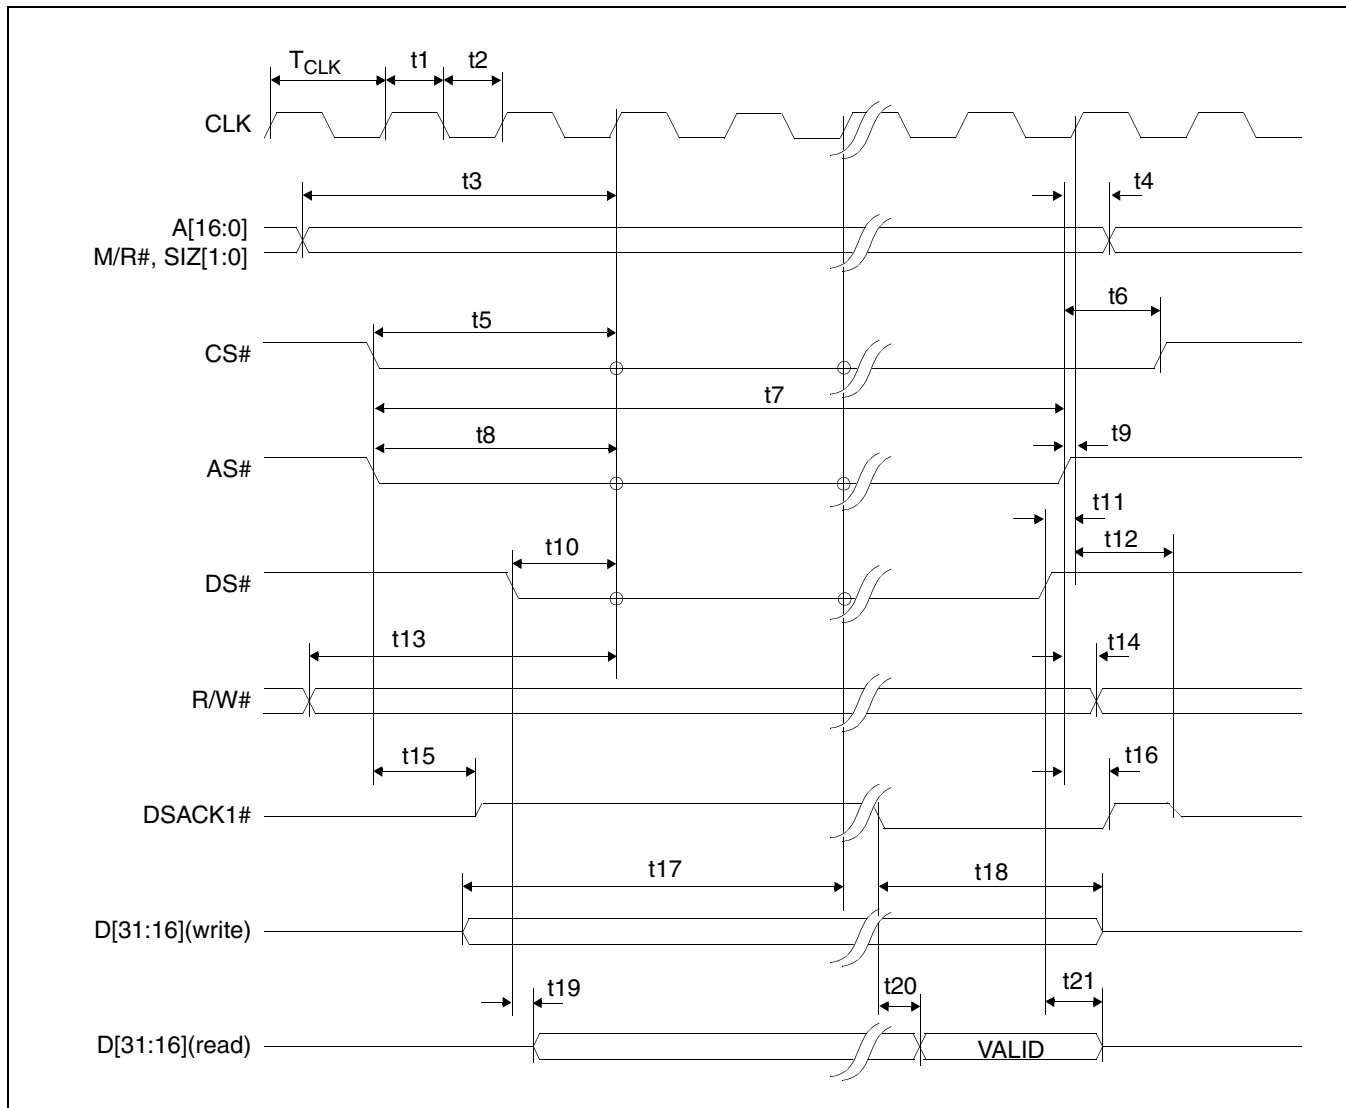 TCLK t1 t2
CLK
t3 t4
A[16:0]
M/R#, SIZ[1:0]
t6
t5
CS#
t7
t8 t9
AS#
t11
t10 t12
DS#
t13 t14
R/W#
t15 t16
DSACK1#
t17 t18
D[31:16](write)
t19 t20 t21
D[31:16](read) VALID